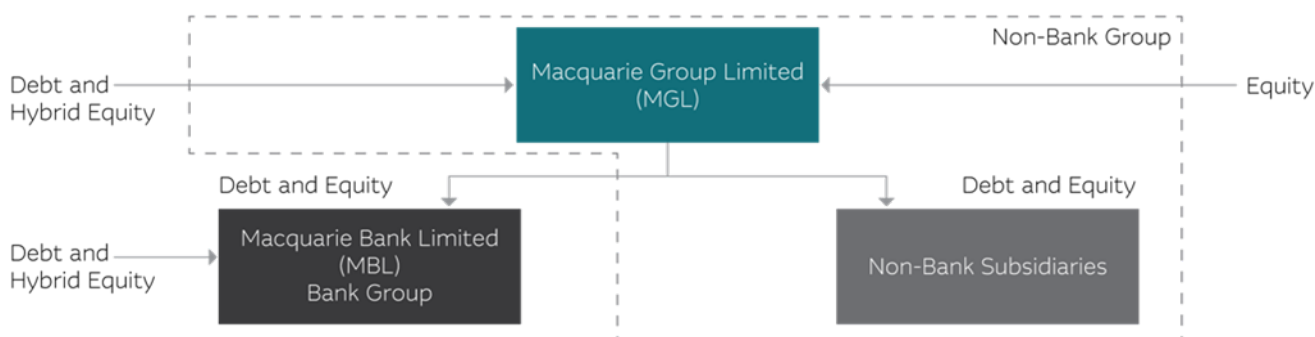 Non-Bank Group
Macquarie Group Limited
(MGL)
Debt and
Hybrid Equity
Equity
Debt and Equity
Debt and Equity
Macquarie Bank Limited
(MBL)
Bank Group
Non-Bank Subsidiaries
Debt and
Hybrid Equity